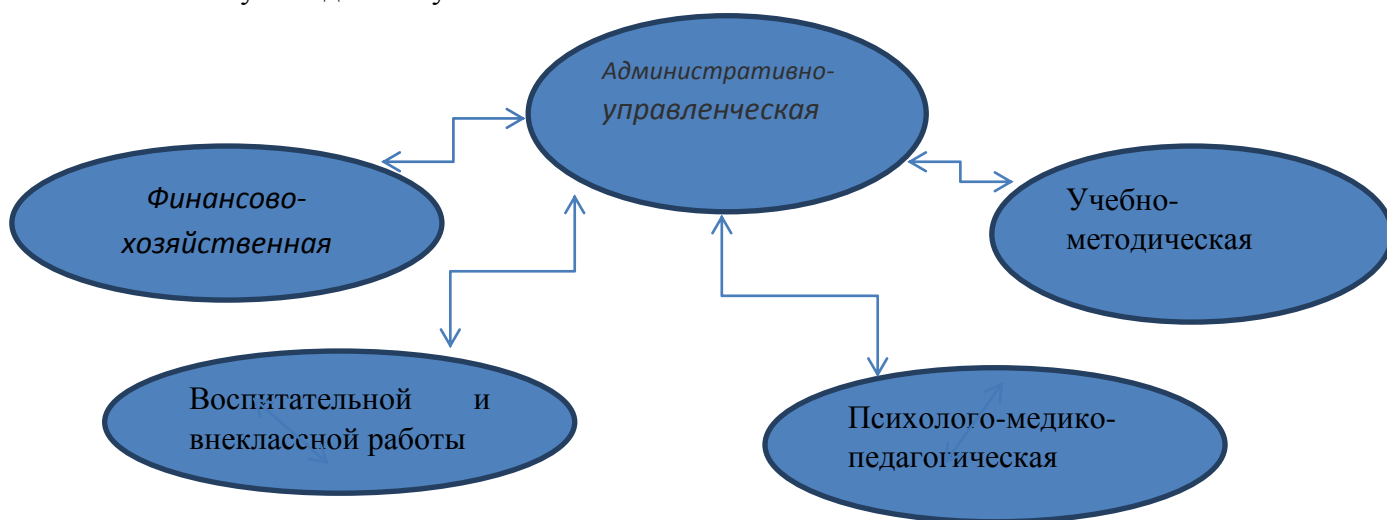 Административно-
управленческая
Финансово-
хозяйственная
Учебно-
методическая
Воспитательной и
внеклассной работы
Психолого-медико-
педагогическая